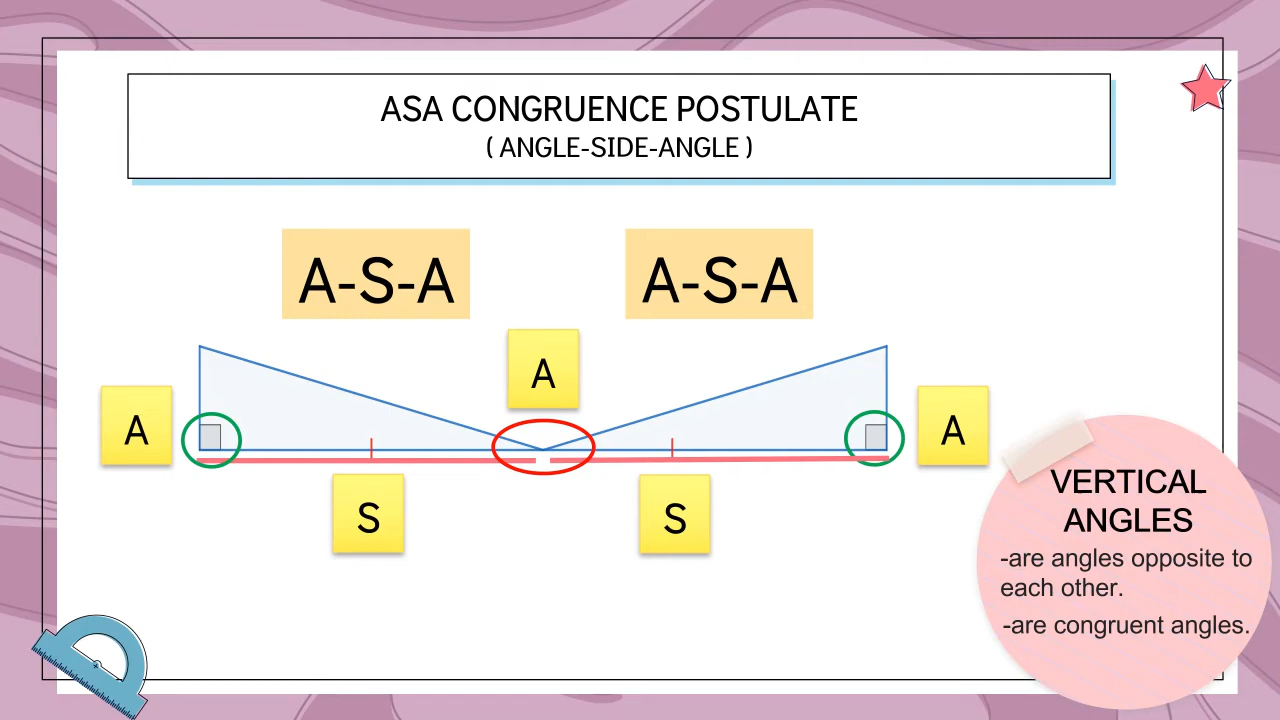 ASA CONGRUENCE POSTULATE
( ANGLE-SIDE-ANGLE )
A-S-A
A-S-A
A
A
A
S
S
VERTICAL
ANGLES
-are angles opposite to
each other.
-are congruent angles.